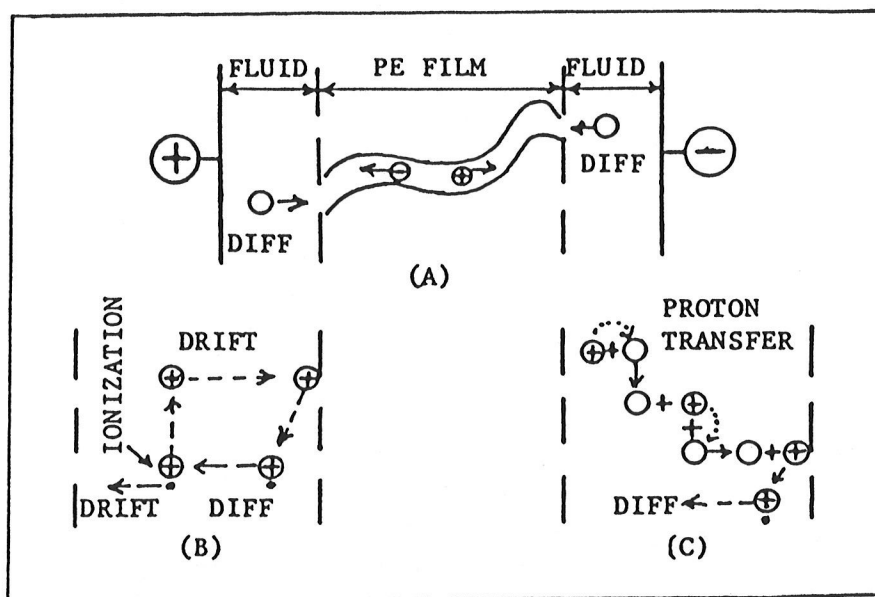 FLUID PE FILM FLUID
DIFF
DIFF
(A)
IONIZATION
DRIFT
DRIFT DIFF
(B)
PROTON
TRANSFER
DIFF
(C)